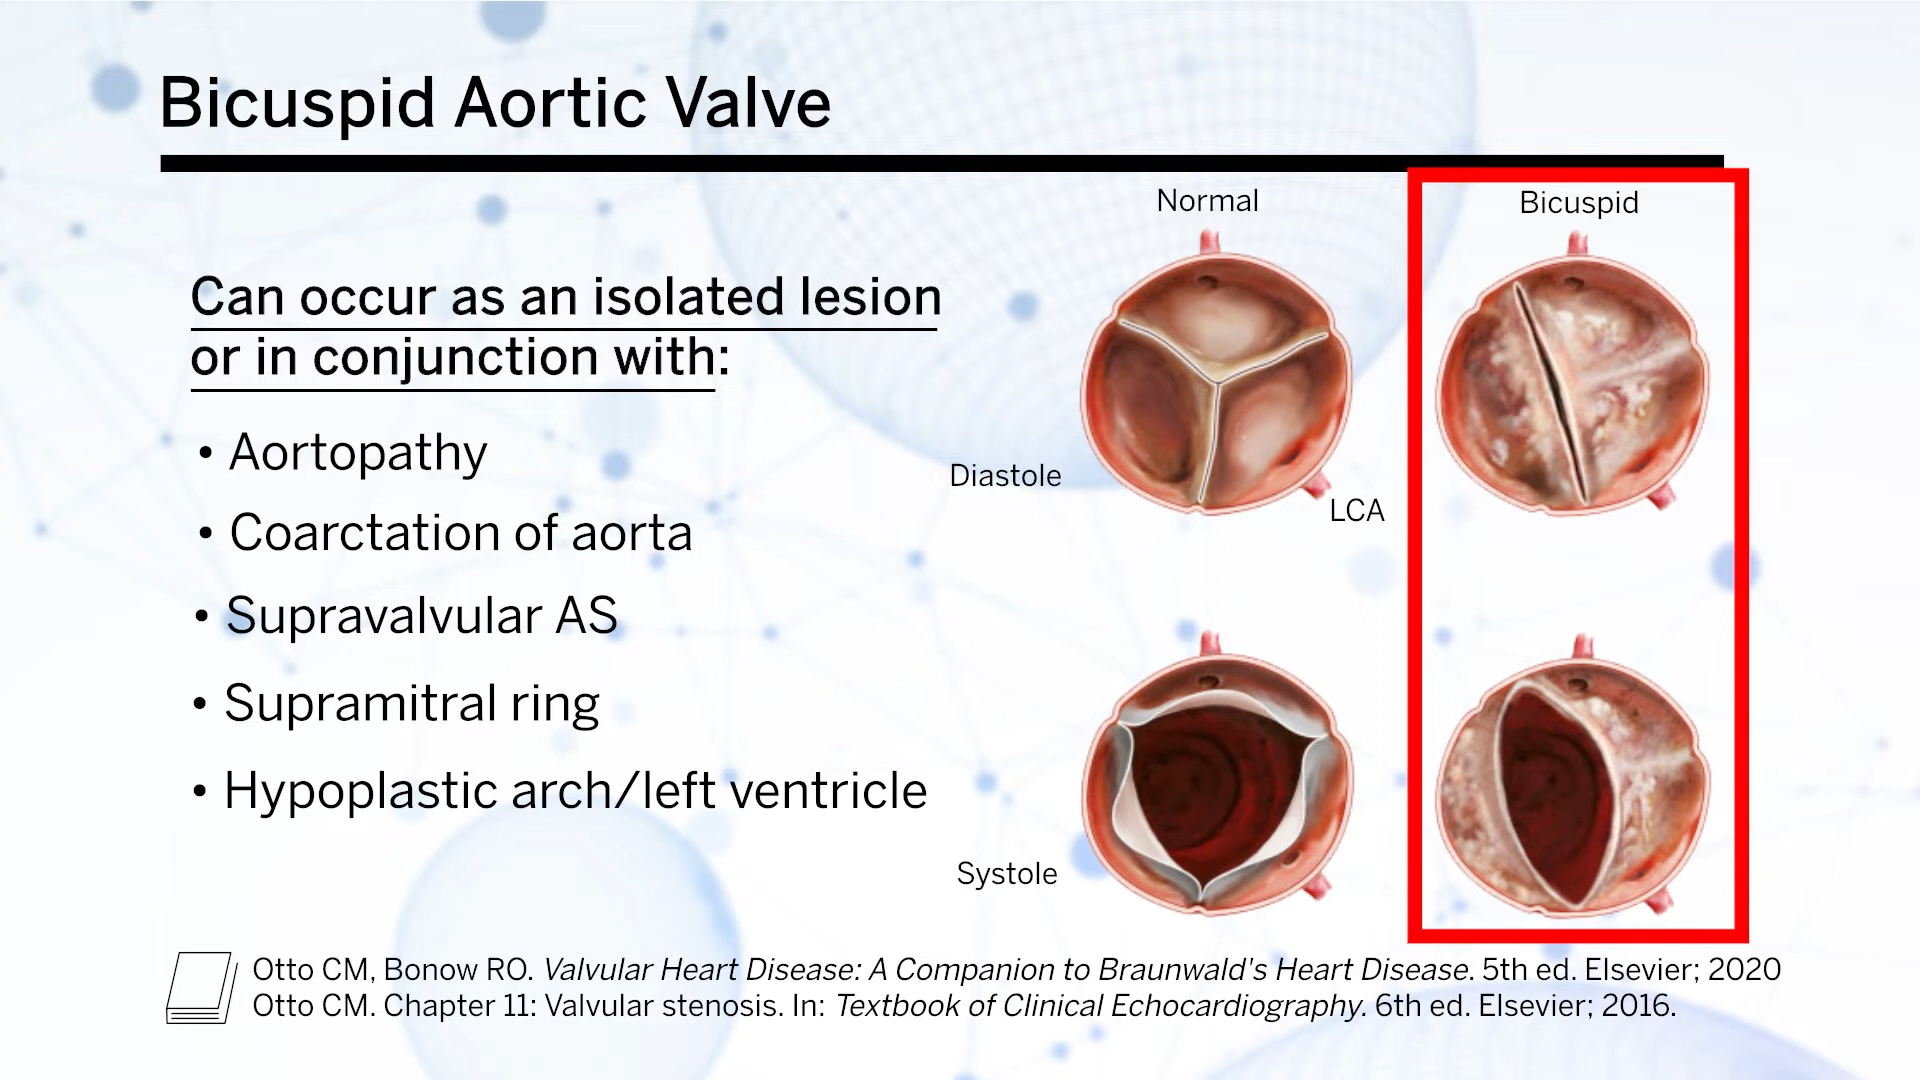 Bicuspid Aortic Valve
Can occur as an isolated lesion
or in conjunction with:
• Aortopathy
• Coarctation of aorta
• Supravalvular AS
• Supramitral ring
• Hypoplastic arch/left ventricle
Normal
Bicuspid
Diastole
LCA
Systole
Otto CM, Bonow RO. Valvular Heart Disease: A Companion to Braunwald's Heart Disease. 5th ed. Elsevier; 2020
Otto CM. Chapter 11: Valvular stenosis. In: Textbook of Clinical Echocardiography. 6th ed. Elsevier; 2016.